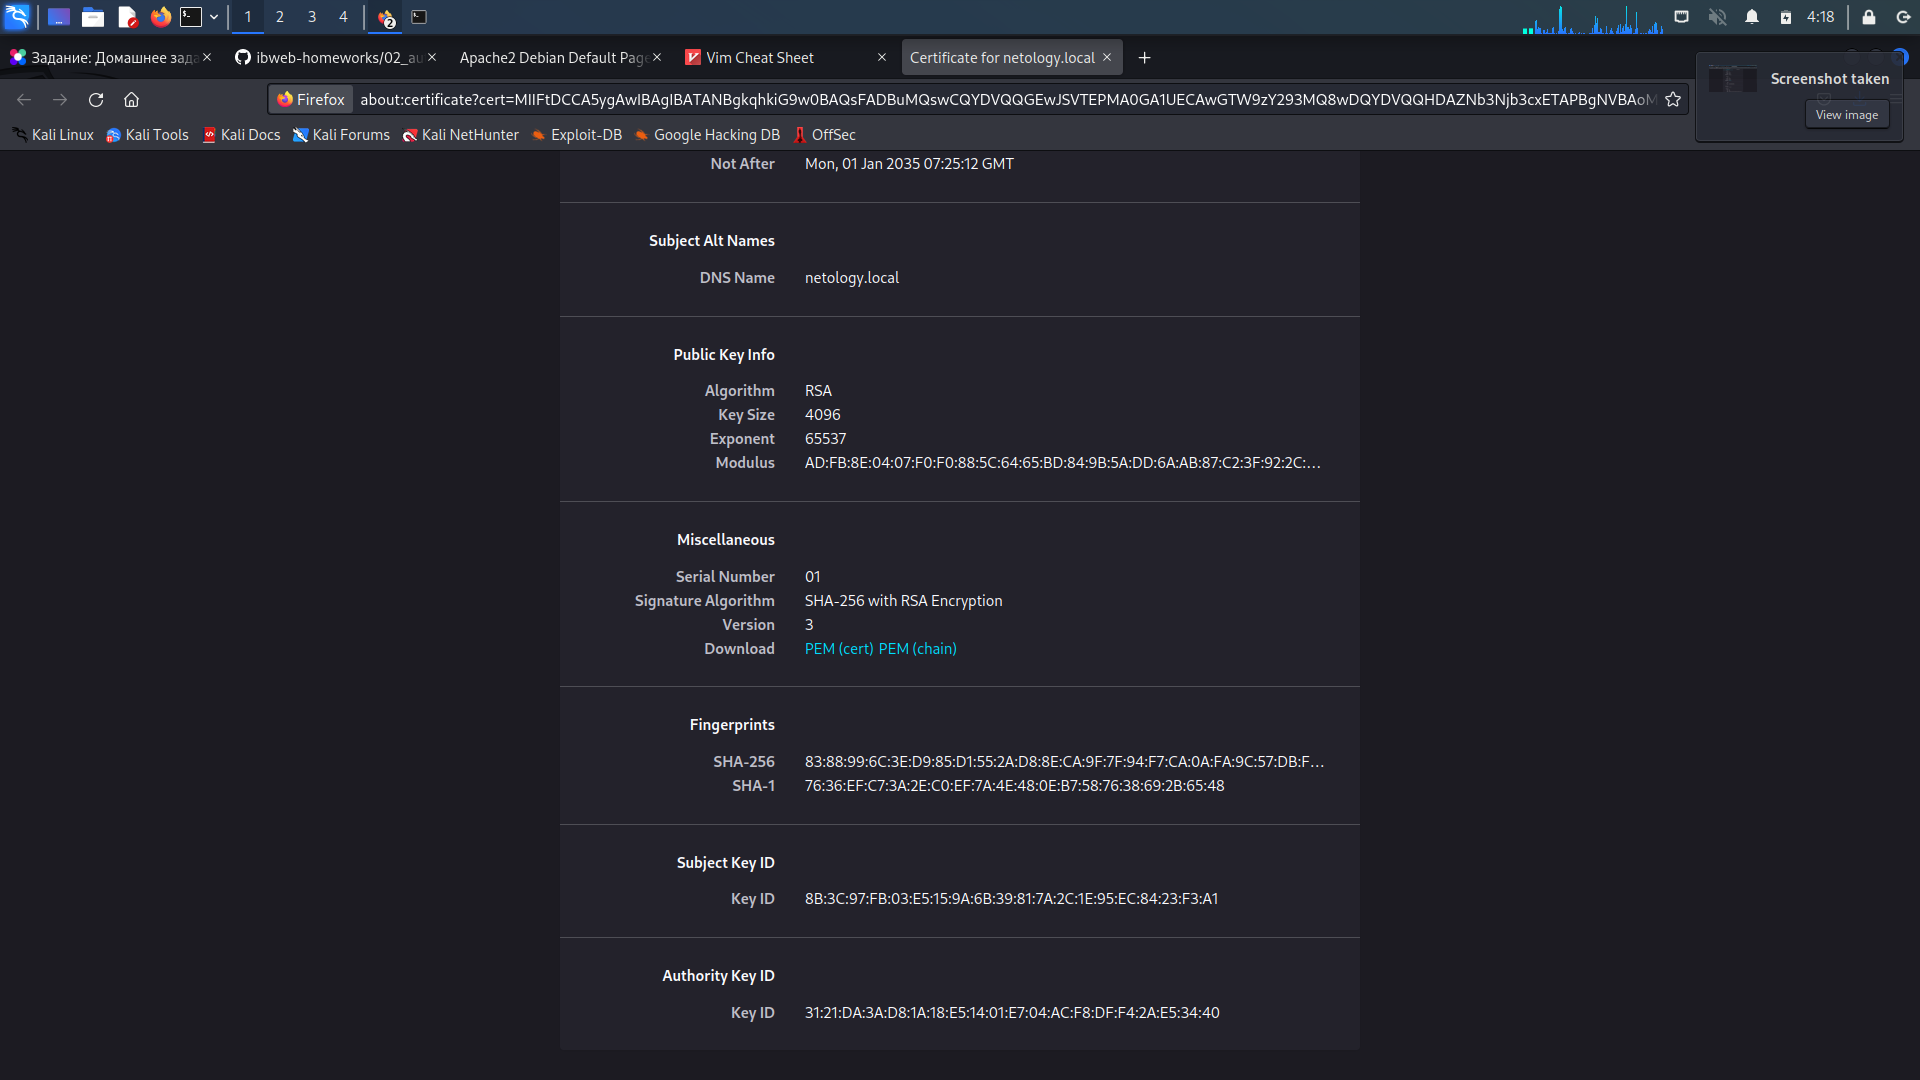 1 2 3 4 2 4:18
Задание: Домашнее зада
ibweb-homeworks/02_au
Apache2 Debian Default Page
Vim Cheat Sheet
Certificate for netology.local
Firefox
about:certificate?cert=MIIFtDCCA5ygAwIBAgIBATANBgkqhkiG9w0BAQsFADBuMQswCQYDVQQGEwJSVTEPMA0GA1UECAwGTW9zY293MQ8wDQYDVQQHDAZNb3Njb3cxETAPBgNVBAoM
Screenshot taken
View image
Kali Linux
Kali Tools
Kali Docs
Kali Forums
Kali NetHunter
Exploit-DB
Google Hacking DB
OffSec
Not After Mon, 01 Jan 2035 07:25:12 GMT
Subject Alt Names
DNS Name netology.local
Public Key Info
Algorithm RSA
Key Size 4096
Exponent 65537
Modulus AD:FB:8E:04:07:F0:F0:88:5C:64:65:BD:84:9B:5A:DD:6A:AB:87:C2:3F:92:2C:…
Miscellaneous
Serial Number 01
Signature Algorithm SHA-256 with RSA Encryption
Version 3
Download PEM (cert) PEM (chain)
Fingerprints
SHA-256 83:88:99:6C:3E:D9:85:D1:55:2A:D8:8E:CA:9F:7F:94:F7:CA:0A:FA:9C:57:DB:F…
SHA-1 76:36:EF:C7:3A:2E:C0:EF:7A:4E:48:0E:B7:58:76:38:69:2B:65:48
Subject Key ID
Key ID 8B:3C:97:FB:03:E5:15:9A:6B:39:81:7A:2C:1E:95:EC:84:23:F3:A1
Authority Key ID
Key ID 31:21:DA:3A:D8:1A:18:E5:14:01:E7:04:AC:F8:DF:F4:2A:E5:34:40